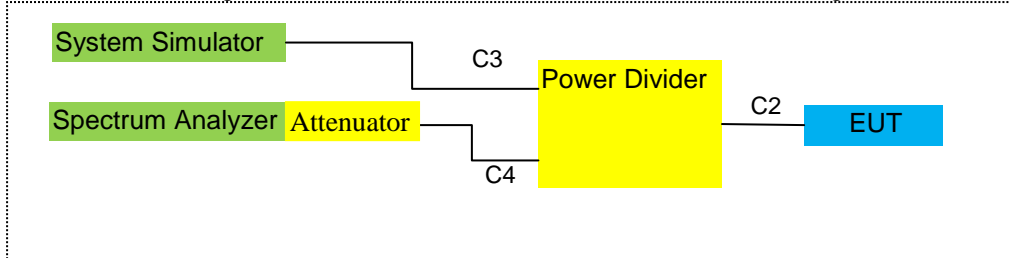 System Simulator
C3
Power Divider
C2
Spectrum Analyzer
Attenuator
EUT
C4